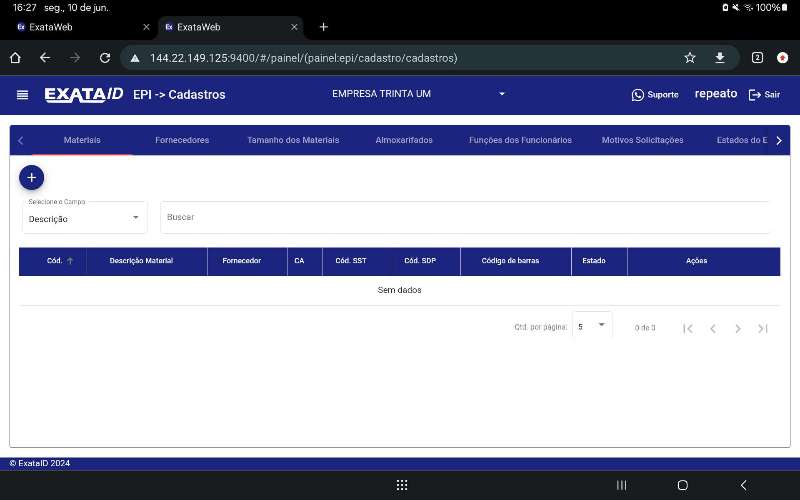 16:27 seg., 10 de jun. 100%
ExataWeb ExataWeb
144.22.149.125:9400/#/painel/(painel:epi/cadastro/cadastros) 2
EXATAID EPI -> Cadastros EMPRESA TRINTA UM Suporte repeato Sair
Materiais Fornecedores Tamanho dos Materiais Almoxarifados Funções dos Funcionários Motivos Solicitações Estados do E
+
Selecione o Campo
Descrição Buscar
Cód. Descrição Material Fornecedor CA Cód. SST Cód. SDP Código de barras Estado Ações
Sem dados
Qtd. por página: 5 0 de 0
© ExataID 2024